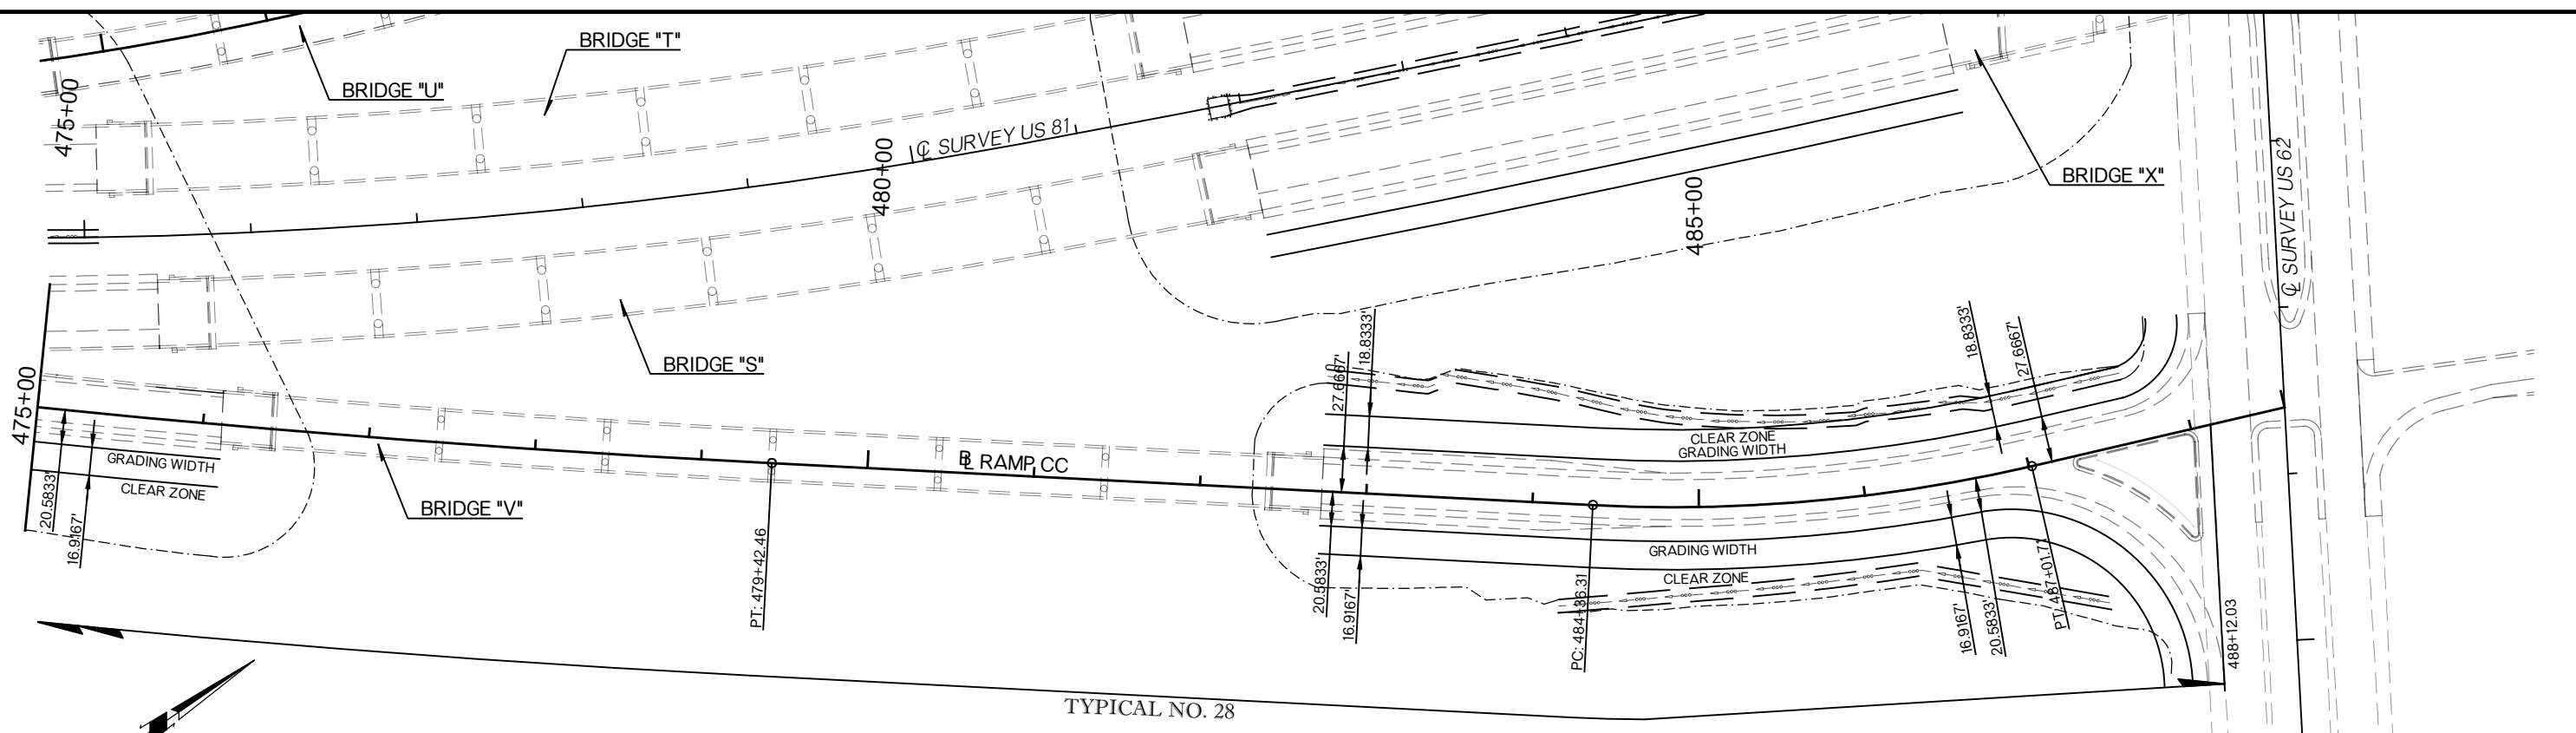 BRIDGE "T"
BRIDGE "U"
475+00
480+00
℄ SURVEY US 81
485+00
BRIDGE "X"
℄ SURVEY US 62
BRIDGE "S"
475+00
GRADING WIDTH
CLEAR ZONE
20.5833'
16.9167'
BRIDGE "V"
PT: 479+42.46
BL RAMP CC
27.6667'
18.8333'
CLEAR ZONE
GRADING WIDTH
18.8333'
27.6667'
GRADING WIDTH
CLEAR ZONE
20.5833'
16.9167'
PC: 484+36.31
16.9167'
20.5833'
PT: 487+01.71
488+12.03
TYPICAL NO. 28